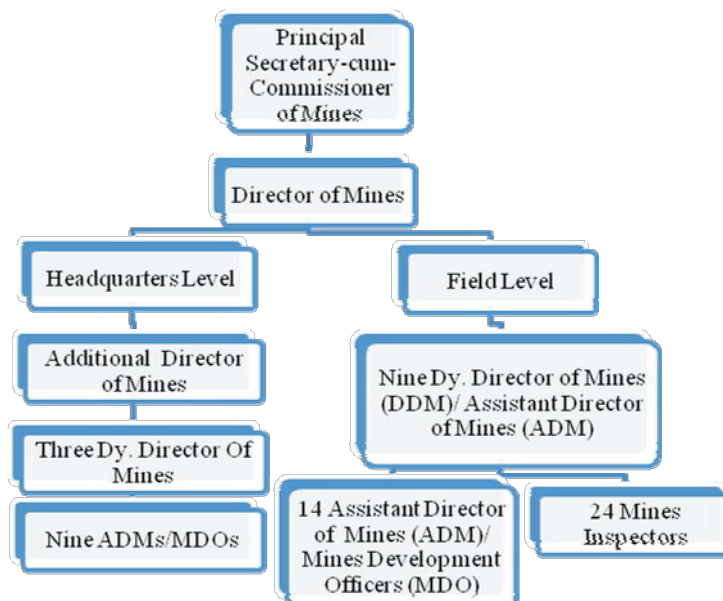 Principal
Secretary-cum-
Commissioner
of Mines
Director of Mines
Headquarters Level
Field Level
Additional Director
of Mines
Nine Dy. Director of Mines
(DDM)/ Assistant Director
of Mines (ADM)
Three Dy. Director Of
Mines
Nine ADMs/MDOs
14 Assistant Director
of Mines (ADM)/
Mines Development
Officers (MDO)
24 Mines
Inspectors